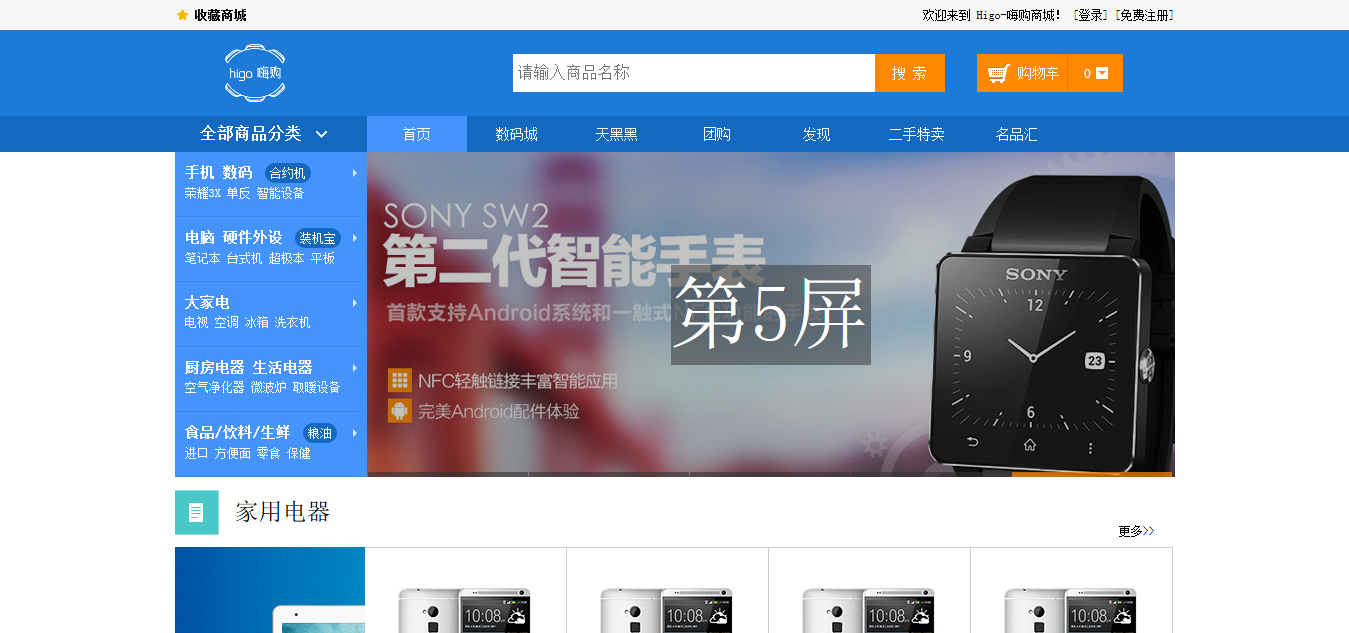 收藏商城
欢迎来到 Higo-嗨购商城! [登录] [免费注册]
higo 嗨购
请输入商品名称
搜 索
购物车
0
全部商品分类
首页 数码城 天黑黑 团购 发现 二手特卖 名品汇
手机 数码 合约机
荣耀3X 单反 智能设备
电脑 硬件外设 装机宝
笔记本 台式机 超极本 平板
大家电
电视 空调 冰箱 洗衣机
厨房电器 生活电器
空气净化器 微波炉 取暖设备
食品/饮料/生鲜 粮油
进口 方便面 零食 保健
SONY SW2
第二代智能手表
首款支持Android系统和一触式NFC功能的手表
第5屏
NFC轻触链接丰富智能应用
完美Android配件体验
SONY
12
9
23
6
家用电器
更多>>
10:08
10:08
10:08
10:08